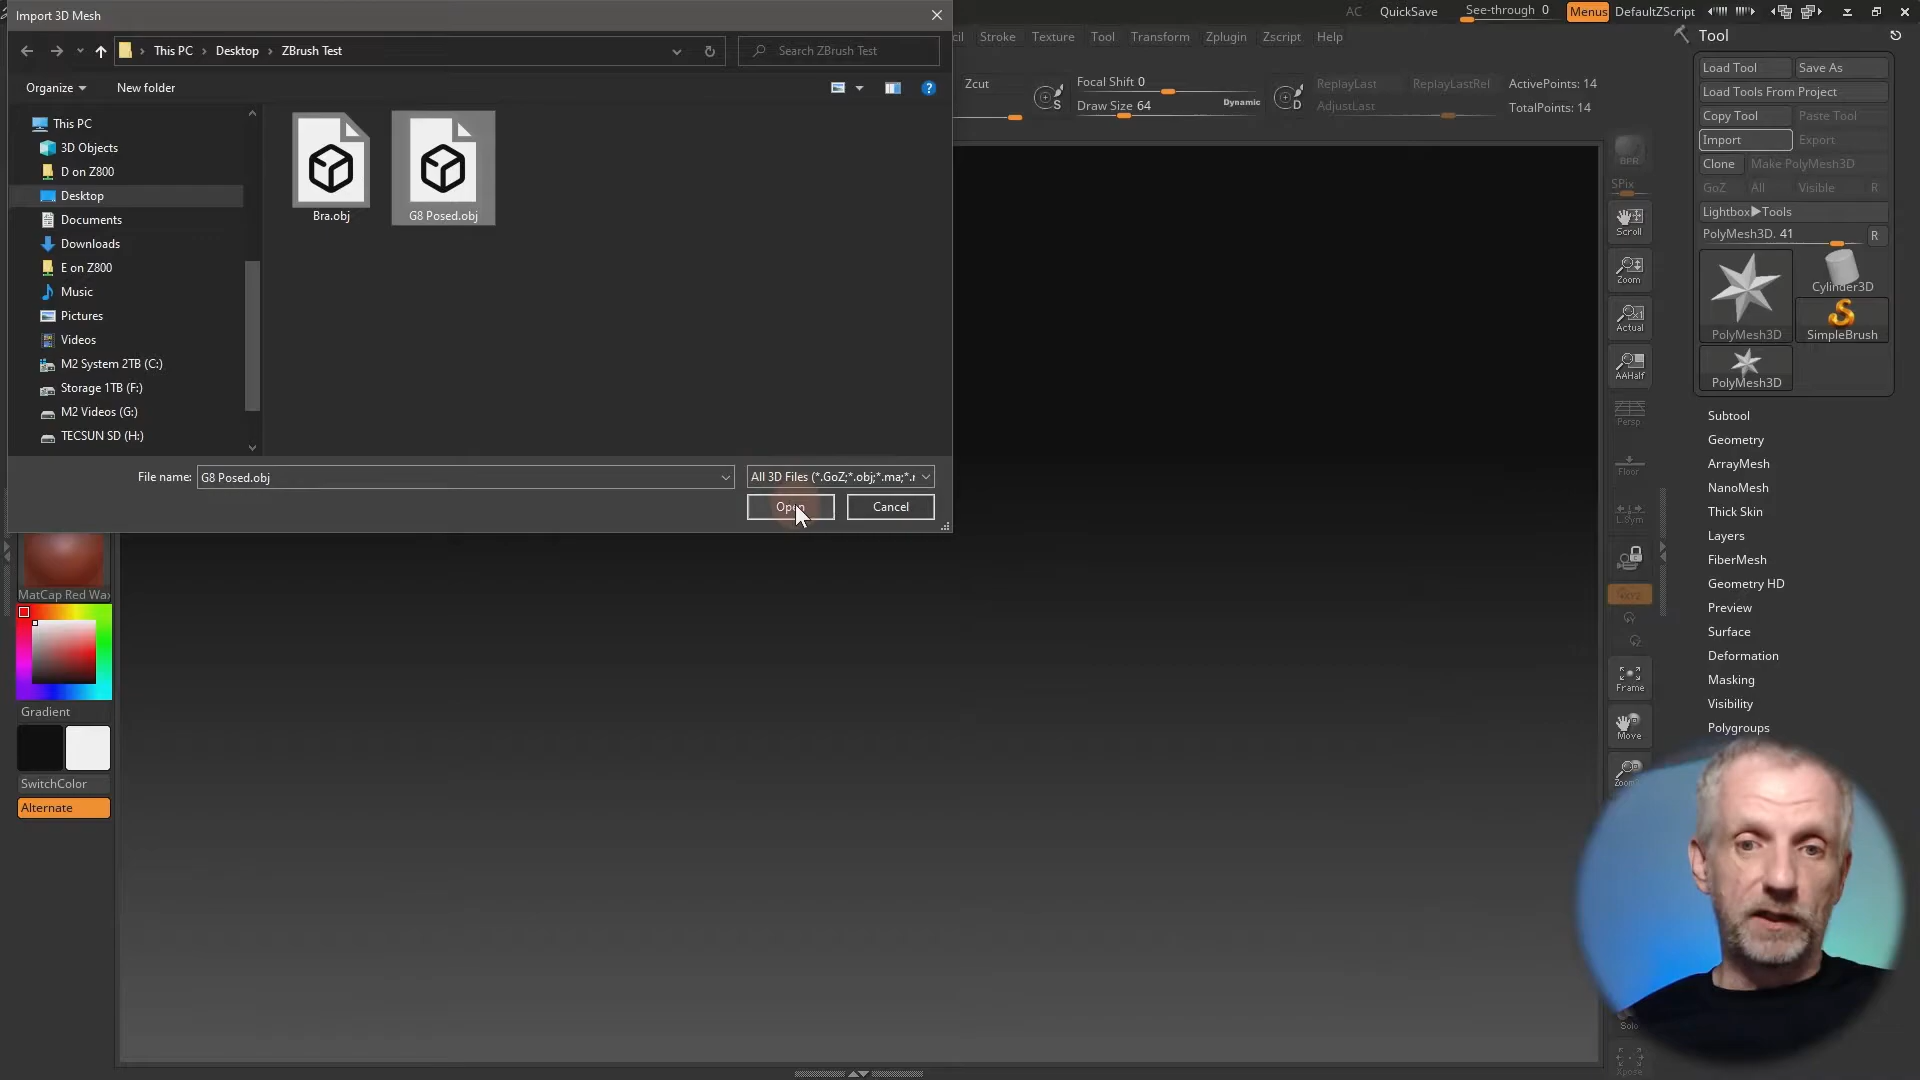 Import 3D Mesh
This PC > Desktop > ZBrush Test
Search ZBrush Test
Organize
New folder
This PC
3D Objects
D on Z800
Desktop
Documents
Downloads
E on Z800
Music
Pictures
Videos
M2 System 2TB (C:)
Storage 1TB (F:)
M2 Videos (G:)
TECSUN SD (H:)
Bra.obj
G8 Posed.obj
File name:
G8 Posed.obj
All 3D Files (*.GoZ;*.obj;*.ma;*.r
Open
Cancel
AC
QuickSave
See-through 0
Menus
DefaultZScript
Stroke
Texture
Tool
Transform
Zplugin
Zscript
Help
Zcut
S
Focal Shift 0
Draw Size 64
Dynamic
D
ReplayLast
ReplayLastRel
AdjustLast
ActivePoints: 14
TotalPoints: 14
Tool
Load Tool
Save As
Load Tools From Project
Copy Tool
Paste Tool
Import
Export
Clone
Make PolyMesh3D
GoZ
All
Visible
R
Lightbox▶Tools
PolyMesh3D. 41
R
PolyMesh3D
Cylinder3D
SimpleBrush
PolyMesh3D
Subtool
Geometry
ArrayMesh
NanoMesh
Thick Skin
Layers
FiberMesh
Geometry HD
Preview
Surface
Deformation
Masking
Visibility
Polygroups
BPR
SPix
Scroll
Zoom
Actual
AAHalf
Persp
Floor
L.Sym
Frame
Move
Solo
Xpose
MatCap Red Wax
Gradient
SwitchColor
Alternate